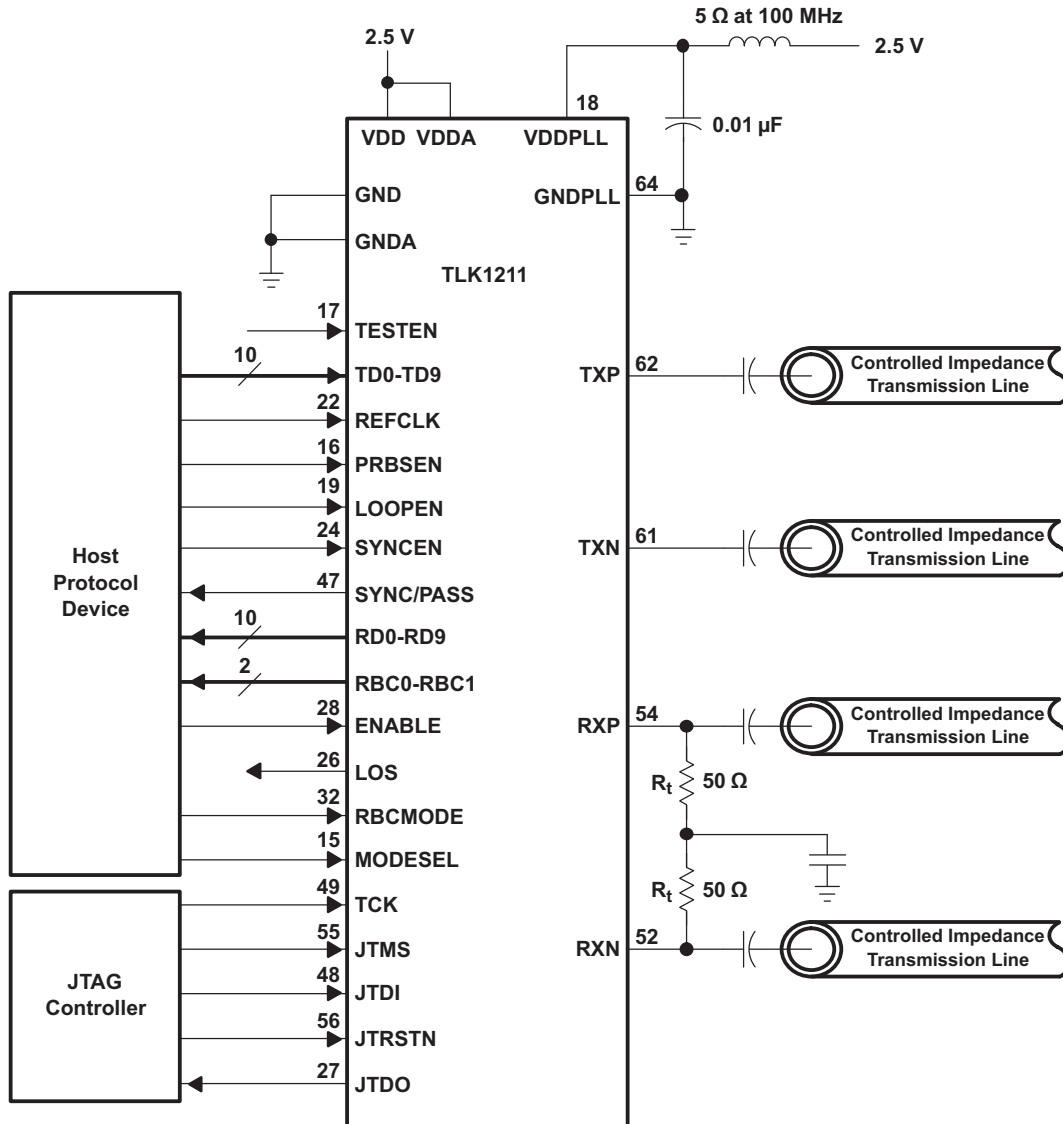 5 Ω at 100 MHz
2.5 V
2.5 V
18
0.01 µF
VDD VDDA VDDPLL
GND
GNDPLL
64
GNDA
TLK1211
17
TESTEN
10
TD0-TD9
22
REFCLK
16
PRBSEN
19
LOOPEN
24
SYNCEN
47
SYNC/PASS
10
RD0-RD9
2
RBC0-RBC1
28
ENABLE
26
LOS
32
RBCMODE
15
MODESEL
Host
Protocol
Device
49
TCK
55
JTMS
48
JTDI
56
JTRSTN
27
JTDO
JTAG
Controller
TXP
62
Controlled Impedance
Transmission Line
TXN
61
Controlled Impedance
Transmission Line
RXP
54
Controlled Impedance
Transmission Line
Rt 50 Ω
Rt 50 Ω
RXN
52
Controlled Impedance
Transmission Line